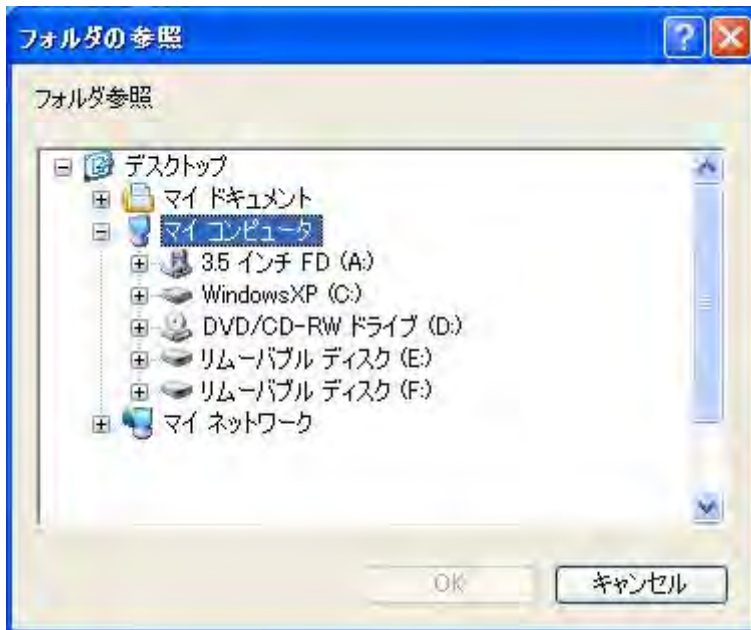 フォルダの参照
フォルダ参照
デスクトップ
マイ ドキュメント
マイ コンピュータ
3.5 インチ FD (A:)
WindowsXP (C:)
DVD/CD-RW ドライブ (D:)
リムーバブル ディスク (E:)
リムーバブル ディスク (F:)
マイ ネットワーク
OK
キャンセル